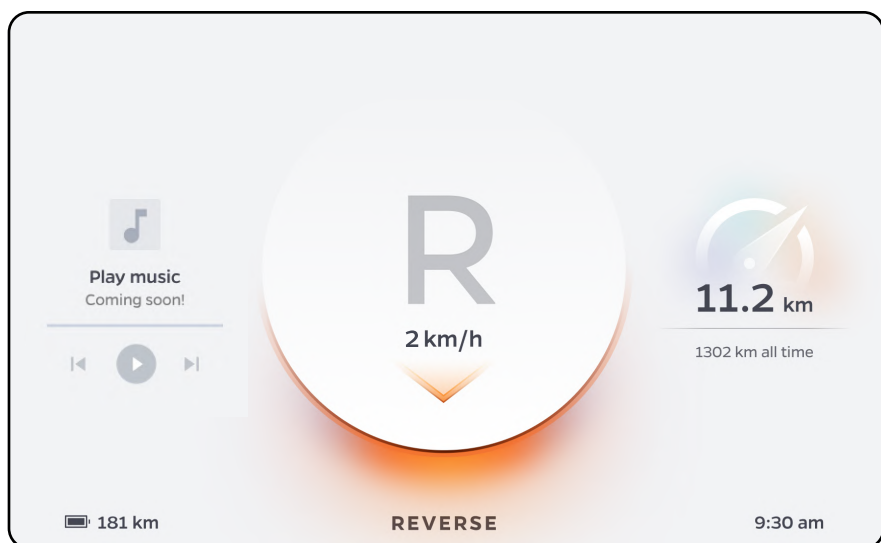 Play music
Coming soon!
R
2 km/h
11.2 km
1302 km all time
181 km
REVERSE
9:30 am